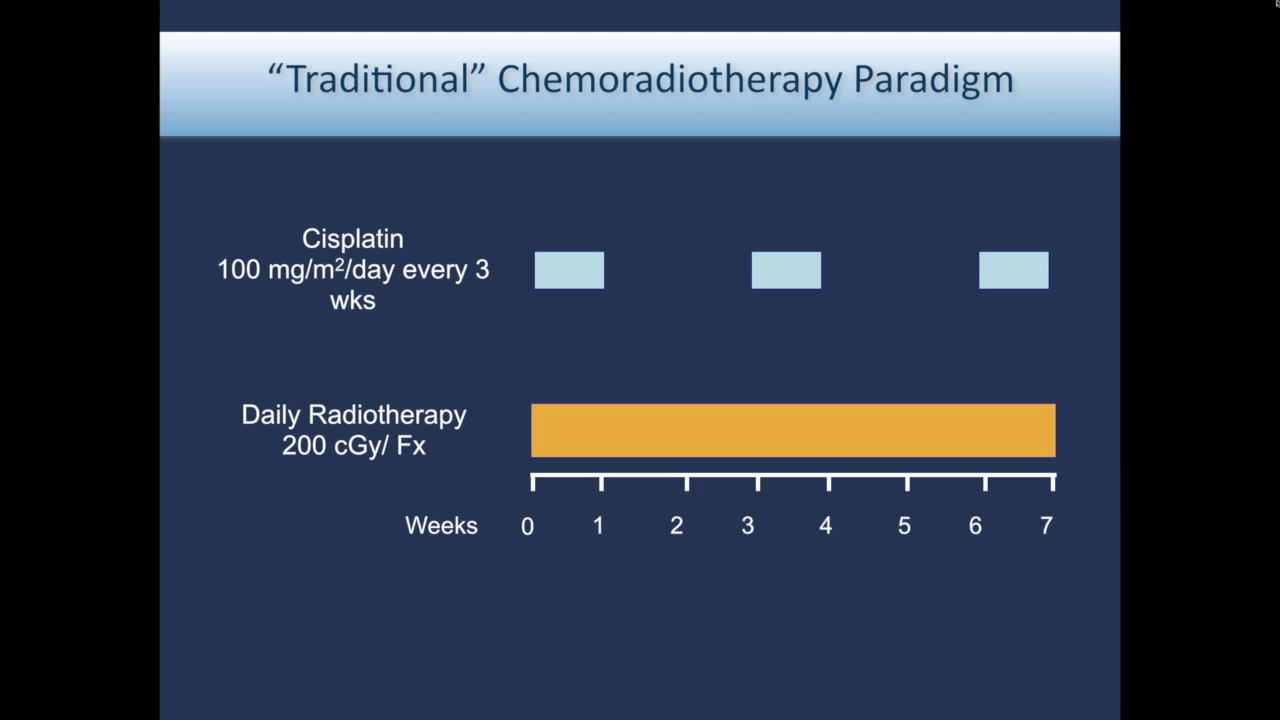 “Traditional” Chemoradiotherapy Paradigm
Cisplatin
100 mg/m²/day every 3
wks
Daily Radiotherapy
200 cGy/ Fx
Weeks 0 1 2 3 4 5 6 7